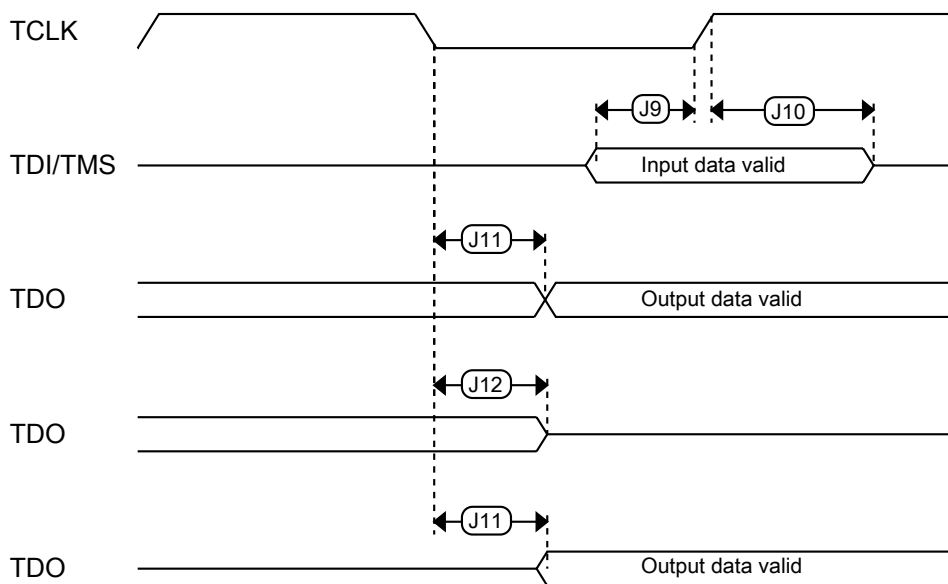 TCLK
J9
J10
TDI/TMS
Input data valid
J11
TDO
Output data valid
J12
TDO
J11
TDO
Output data valid